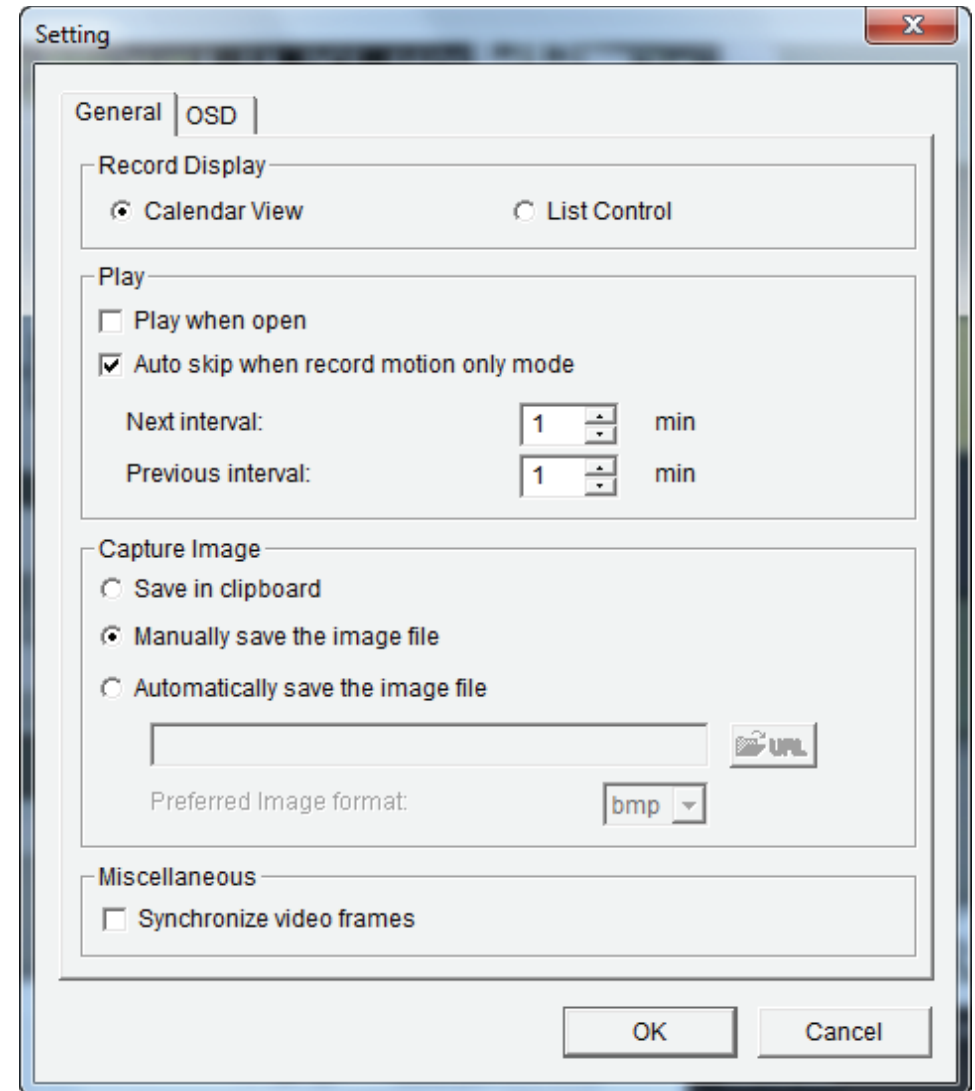 Setting
General OSD
Record Display
Calendar View List Control
Play
Play when open
Auto skip when record motion only mode
Next interval: 1 min
Previous interval: 1 min
Capture Image
Save in clipboard
Manually save the image file
Automatically save the image file
URL
Preferred Image format: bmp
Miscellaneous
Synchronize video frames
OK Cancel